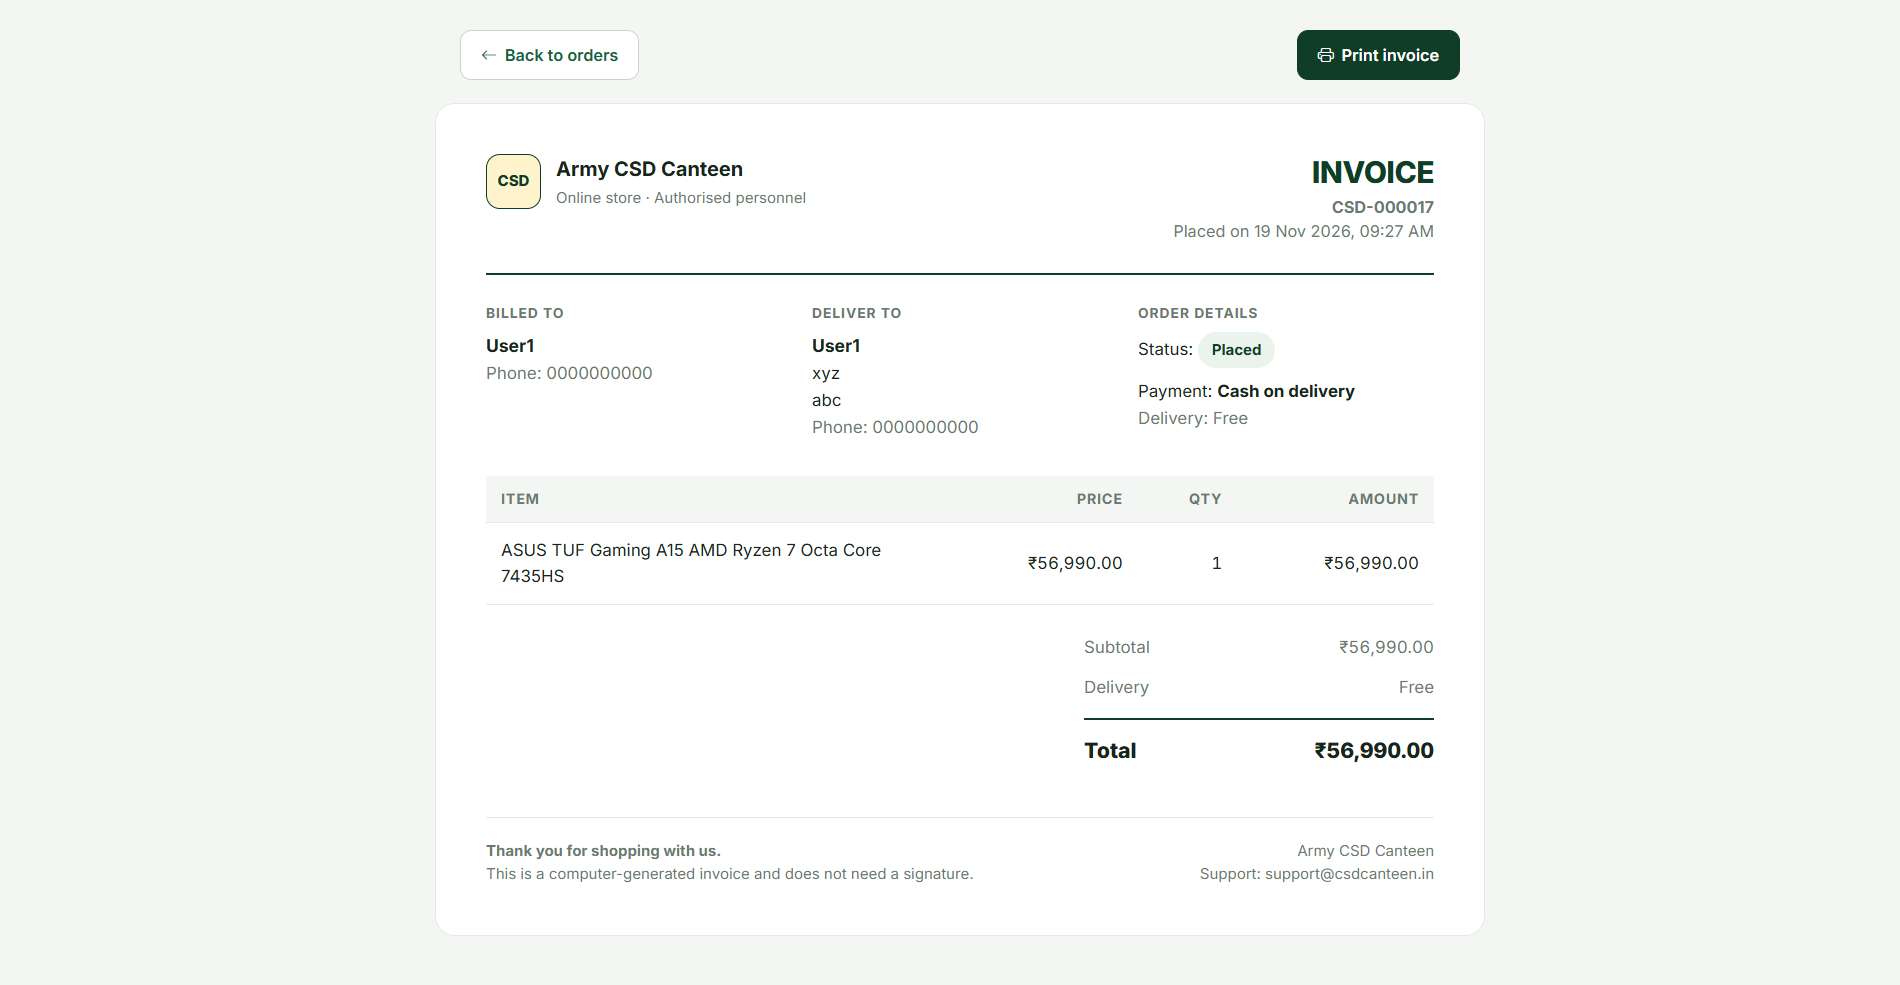 Back to orders
Print invoice
CSD
Army CSD Canteen
Online store · Authorised personnel
INVOICE
CSD-000017
Placed on 19 Nov 2026, 09:27 AM
BILLED TO
User1
Phone: 0000000000
DELIVER TO
User1
xyz
abc
Phone: 0000000000
ORDER DETAILS
Status: Placed
Payment: Cash on delivery
Delivery: Free
ITEM PRICE QTY AMOUNT
ASUS TUF Gaming A15 AMD Ryzen 7 Octa Core
7435HS
₹56,990.00 1 ₹56,990.00
Subtotal ₹56,990.00
Delivery Free
Total ₹56,990.00
Thank you for shopping with us.
This is a computer-generated invoice and does not need a signature.
Army CSD Canteen
Support: support@csdcanteen.in